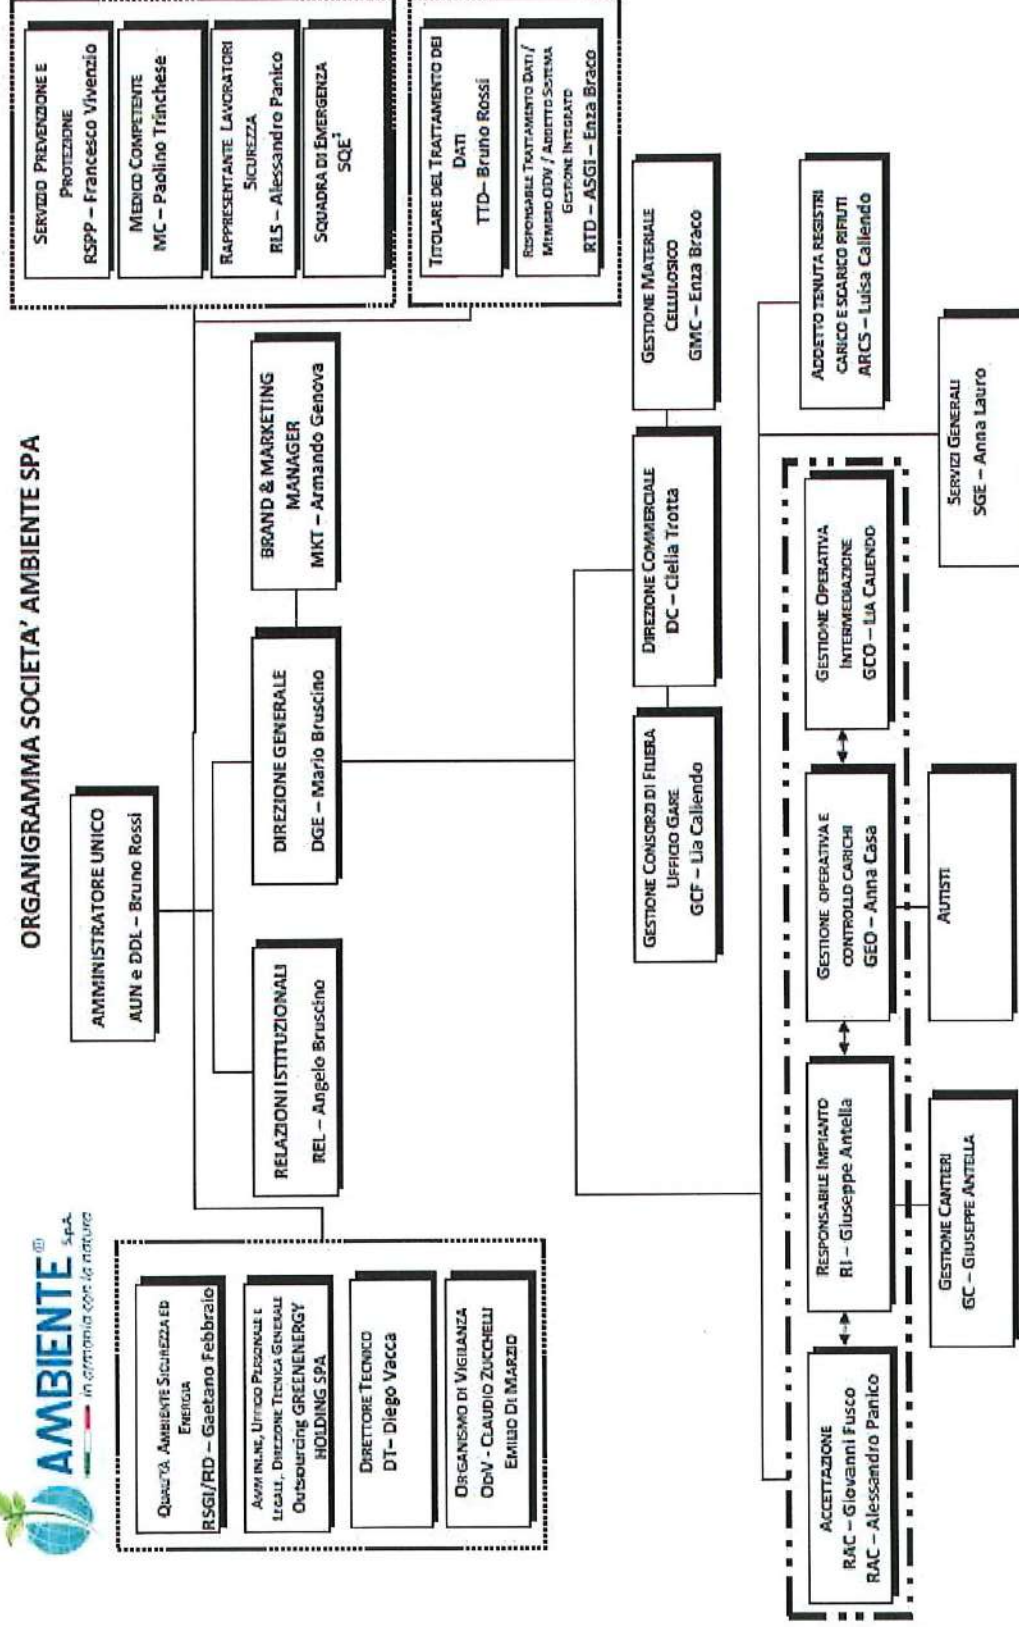 AMBIENTE®
S.p.A.
in armonia con la natura
ORGANIGRAMMA SOCIETA' AMBIENTE SPA
AMMINISTRATORE UNICO
AUN e DDL – Bruno Rossi
SERVIZIO PREVENZIONE E
PROTEZIONE
RSPP – Francesco Vivenzio
MEDICO COMPETENTE
MC – Paolino Trinchese
RAPPRESENTANTE LAVORATORI
SICUREZZA
RLS – Alessandro Panico
SQUADRA DI EMERGENZA
SQE
QUALITÀ AMBIENTE SICUREZZA ED
ENERGIA
RSGI/RD – Gaetano Febbraio
AMM.NE, UFFICIO PERSONALE E
LEGALE, DIREZIONE TECNICA GENERALE
Outsourcing GREENENERGY
HOLDING SPA
DIRETTORE TECNICO
DT– Diego Vacca
ORGANISMO DI VIGILANZA
ODIV - CLAUDIO ZUCCHELLI
EMILIO DI MARZIO
RELAZIONI ISTITUZIONALI
REL – Angelo Bruscino
DIREZIONE GENERALE
DGE – Mario Bruscino
BRAND & MARKETING
MANAGER
MKT – Armando Genova
TITOLARE DEL TRATTAMENTO DEI
DATI
TTD– Bruno Rossi
RESPONSABILE TRATTAMENTO DATI /
MEMBRO ODV / ADDETTO SISTEMA
GESTIONE INTEGRATO
RTD – ASGI – Enza Braco
GESTIONE CONSORZI DI FILIERA
UFFICIO GARE
GCF – Lia Caliendo
DIREZIONE COMMERCIALE
DC – Clelia Trotta
GESTIONE MATERIALE
CELLULOSICO
GMC – Enza Braco
ACCETTAZIONE
RAC – Giovanni Fusco
RAC – Alessandro Panico
RESPONSABILE IMPIANTO
RI – Giuseppe Antella
GESTIONE OPERATIVA E
CONTROLLO CARICHI
GEO – Anna Casa
GESTIONE OPERATIVA
INTERMEDIAZIONE
GCO – LIA CALIENDO
ADDETTO TENUTA REGISTRI
CARICO E SCARICO RIFIUTI
ARCS – Luisa Caliendo
GESTIONE CANTIERI
GC – GIUSEPPE ANTELLA
AUTISTI
SERVIZI GENERALI
SGE – Anna Lauro